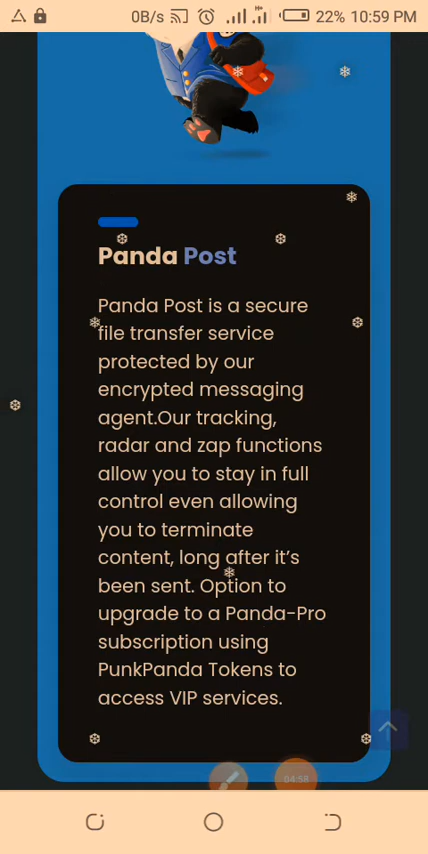 0B/s 22% 10:59 PM
Panda Post
Panda Post is a secure
file transfer service
protected by our
encrypted messaging
agent.Our tracking,
radar and zap functions
allow you to stay in full
control even allowing
you to terminate
content, long after it’s
been sent. Option to
upgrade to a Panda-Pro
subscription using
PunkPanda Tokens to
access VIP services.
04:58